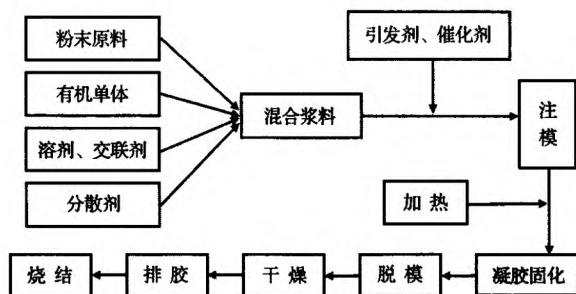 粉末原料
有机单体
溶剂、交联剂
分散剂
混合浆料
引发剂、催化剂
注
模
加 热
凝胶固化
脱 模
干 燥
排 胶
烧 结